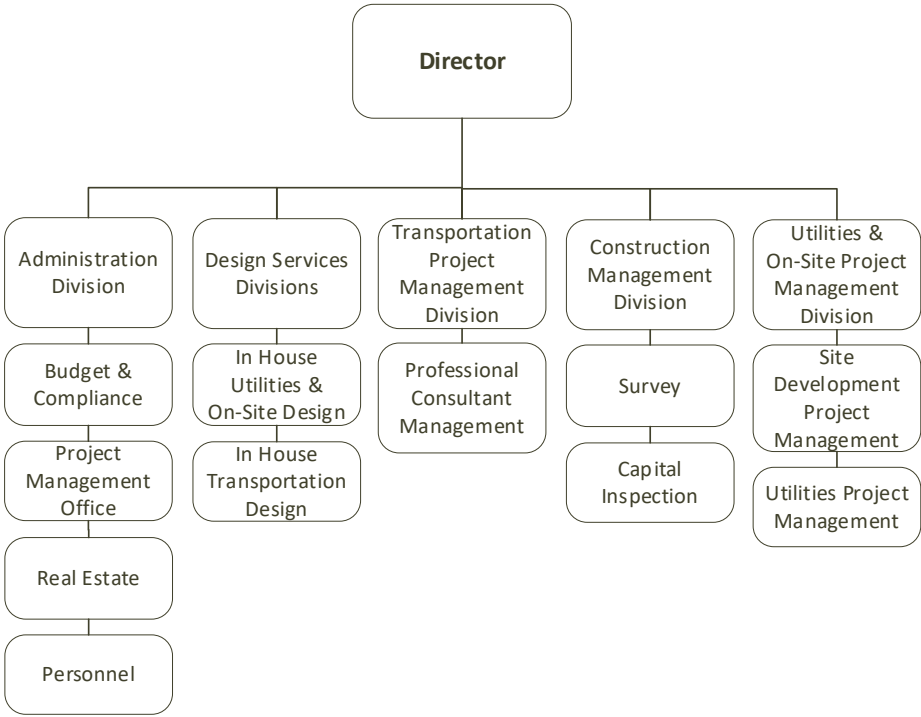 Director
Administration
Division
Budget &
Compliance
Project
Management
Office
Real Estate
Personnel
Design Services
Divisions
In House
Utilities &
On-Site Design
In House
Transportation
Design
Transportation
Project
Management
Division
Professional
Consultant
Management
Construction
Management
Division
Survey
Capital
Inspection
Utilities &
On-Site Project
Management
Division
Site
Development
Project
Management
Utilities Project
Management